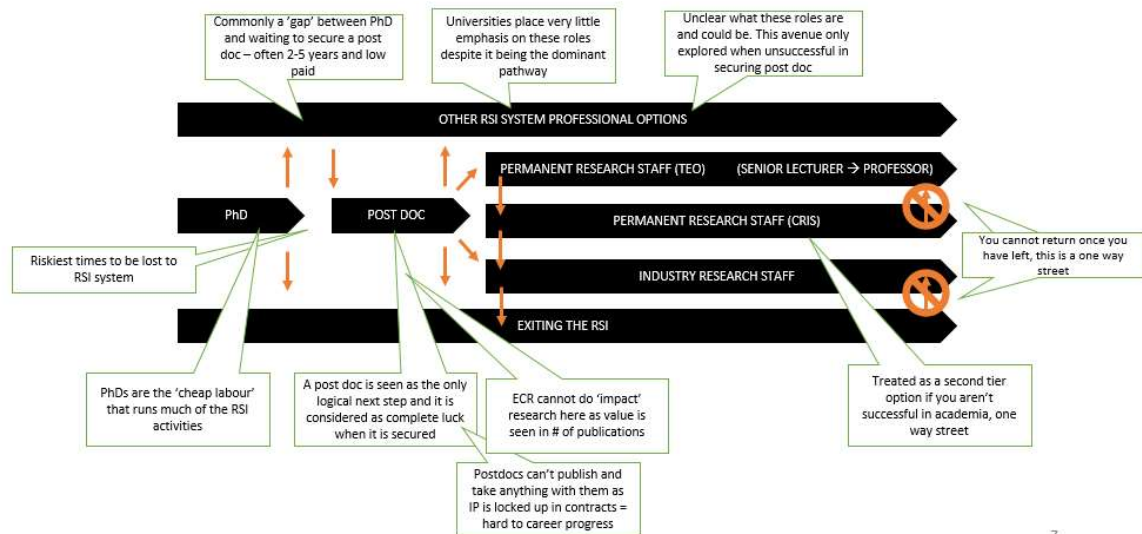 Commonly a 'gap' between PhD
and waiting to secure a post
doc – often 2-5 years and low
paid
Universities place very little
emphasis on these roles
despite it being the dominant
pathway
Unclear what these roles are
and could be. This avenue only
explored when unsuccessful in
securing post doc
OTHER RSI SYSTEM PROFESSIONAL OPTIONS
PERMANENT RESEARCH STAFF (TEO) (SENIOR LECTURER → PROFESSOR)
PhD
POST DOC
PERMANENT RESEARCH STAFF (CRIS)
Riskiest times to be lost to
RSI system
You cannot return once you
have left, this is a one way
street
INDUSTRY RESEARCH STAFF
EXITING THE RSI
PhDs are the 'cheap labour'
that runs much of the RSI
activities
A post doc is seen as the only
logical next step and it is
considered as complete luck
when it is secured
ECR cannot do 'impact'
research here as value is
seen in # of publications
Treated as a second tier
option if you aren't
successful in academia, one
way street
Postdocs can't publish and
take anything with them as
IP is locked up in contracts =
hard to career progress